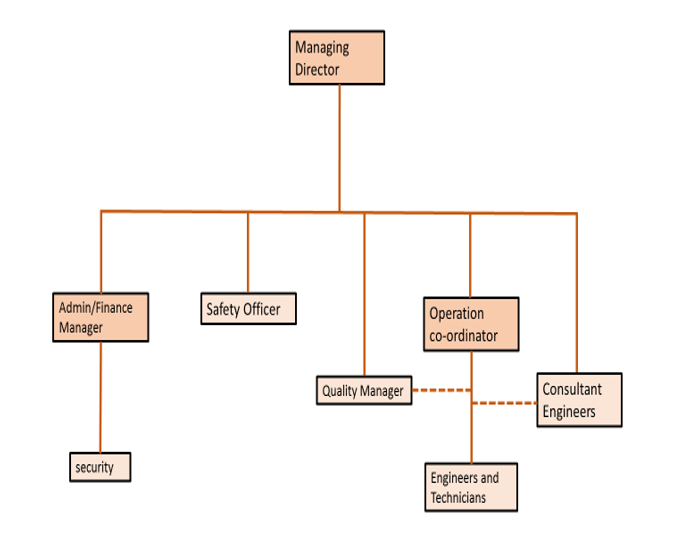 Managing
Director
Admin/Finance
Manager
Safety Officer
Operation
co-ordinator
Quality Manager
Consultant
Engineers
security
Engineers and
Technicians